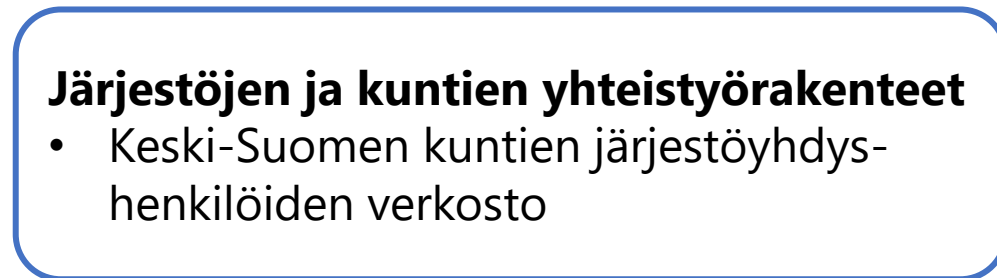 Järjestöjen ja kuntien yhteistyörakenteet
• Keski-Suomen kuntien järjestöyhdys-
henkilöiden verkosto